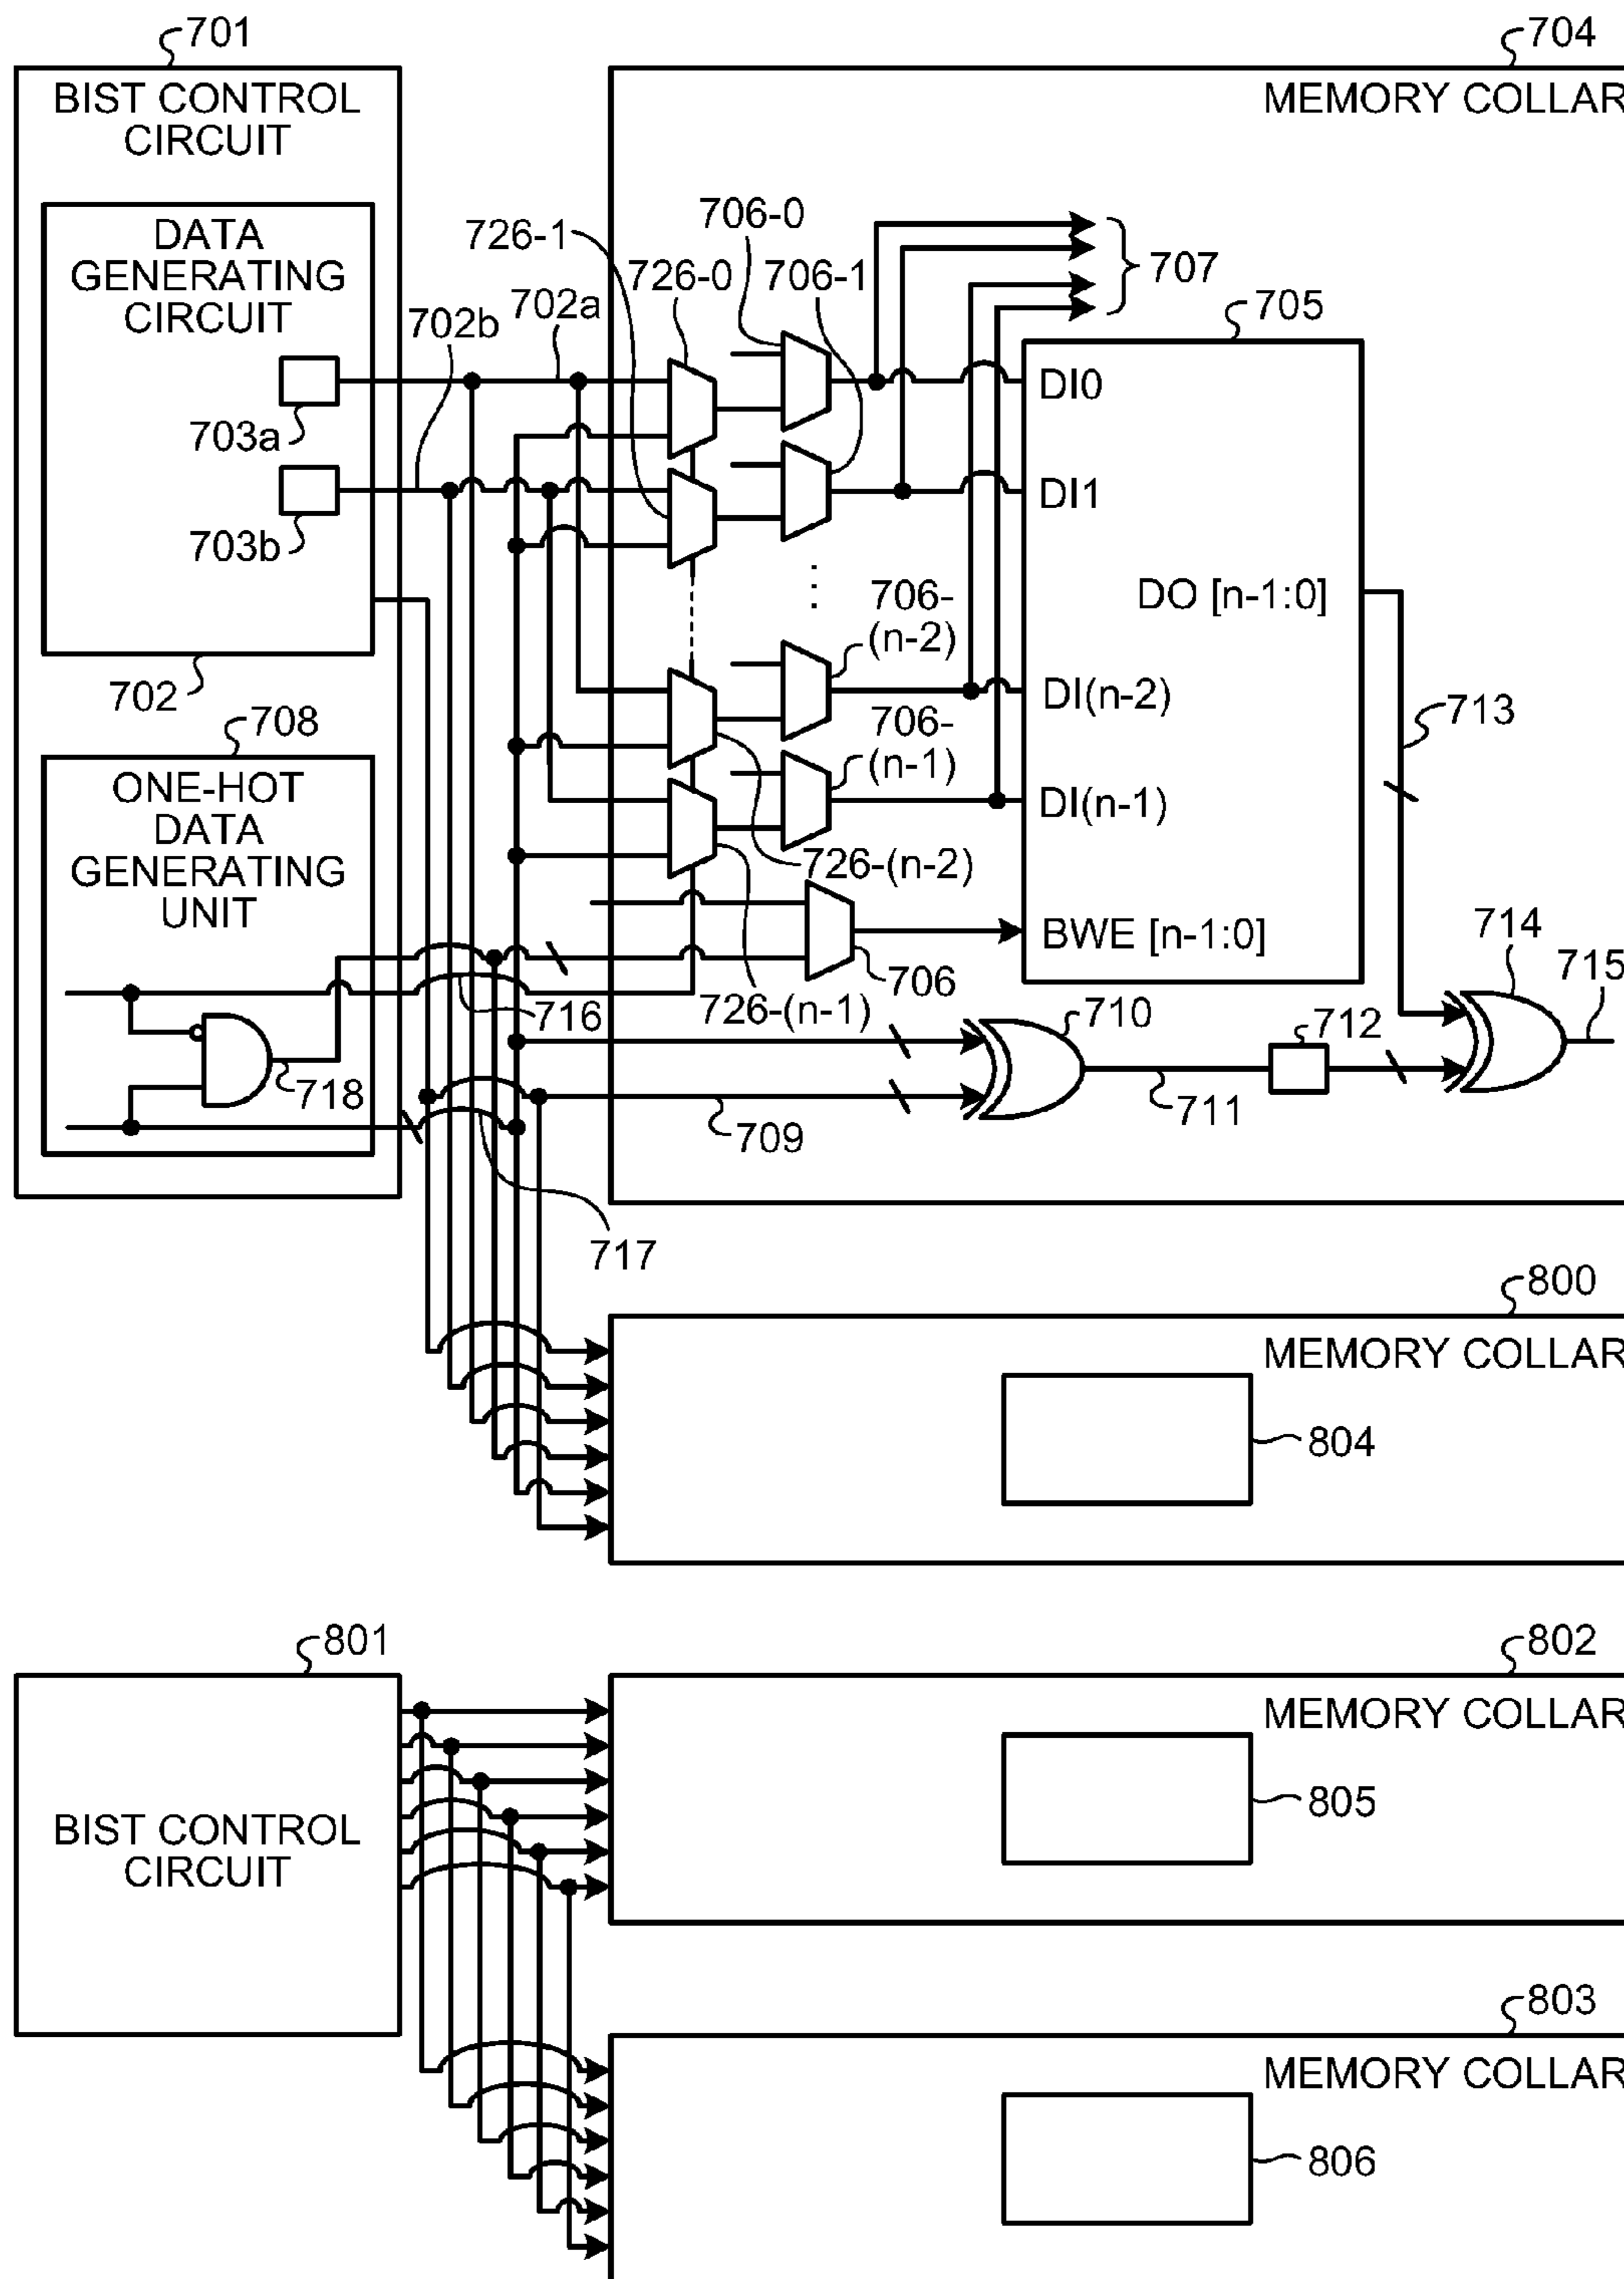 701
704
BIST CONTROL
CIRCUIT
MEMORY COLLAR
DATA
GENERATING
CIRCUIT
726-1
706-0
726-0
706-1
707
702b
702a
705
703a
DI0
703b
DI1
706-
(n-2)
DO [n-1:0]
702
DI(n-2)
708
706-
(n-1)
713
ONE-HOT
DATA
GENERATING
UNIT
DI(n-1)
726-(n-2)
BWE [n-1:0]
714
706
715
716
726-(n-1)
710
712
718
709
711
717
800
MEMORY COLLAR
804
801
802
MEMORY COLLAR
BIST CONTROL
CIRCUIT
805
803
MEMORY COLLAR
806